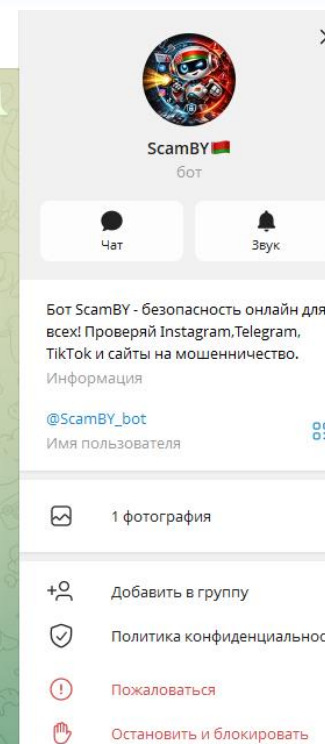 ScamBY🇧🇾
бот
Чат
Звук
Бот ScamBY - безопасность онлайн для
всех! Проверяй Instagram,Telegram,
TikTok и сайты на мошенничество.
Информация
@ScamBY_bot
Имя пользователя
1 фотография
Добавить в группу
Политика
Пожаловаться
Остановить и блокировать